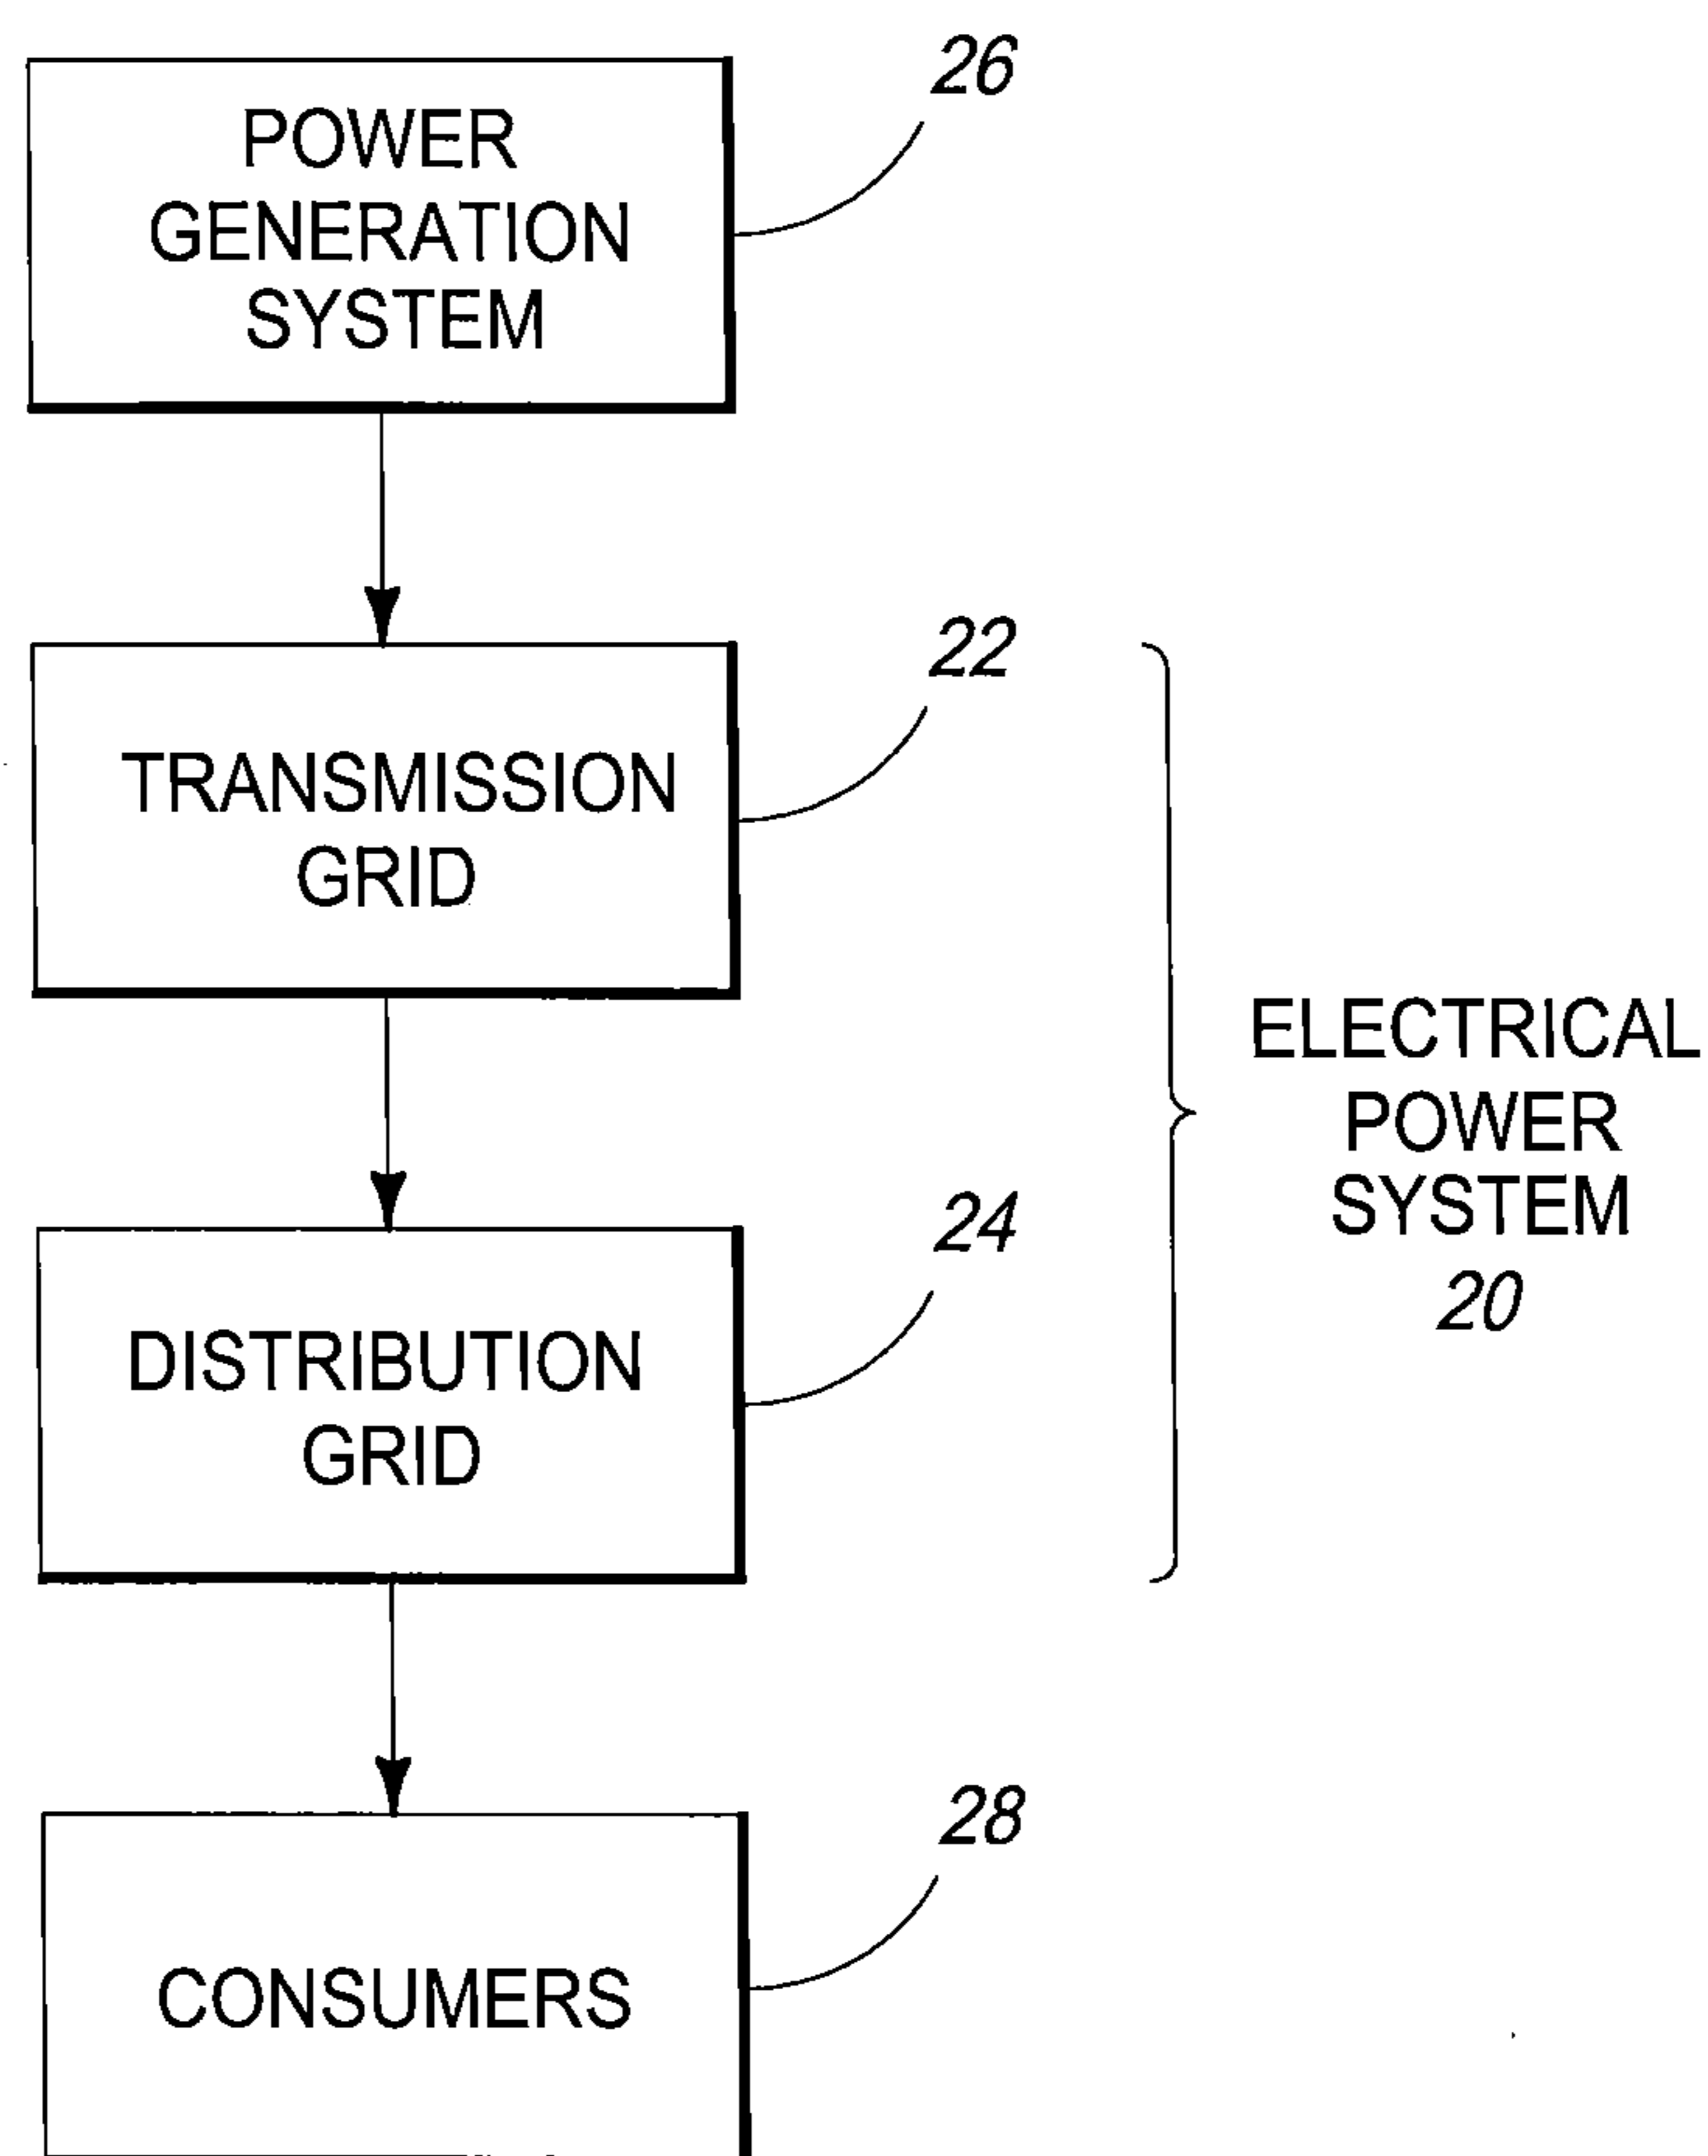 26
POWER
GENERATION
SYSTEM
22
TRANSMISSION
GRID
ELECTRICAL
POWER
SYSTEM
20
24
DISTRIBUTION
GRID
28
CONSUMERS